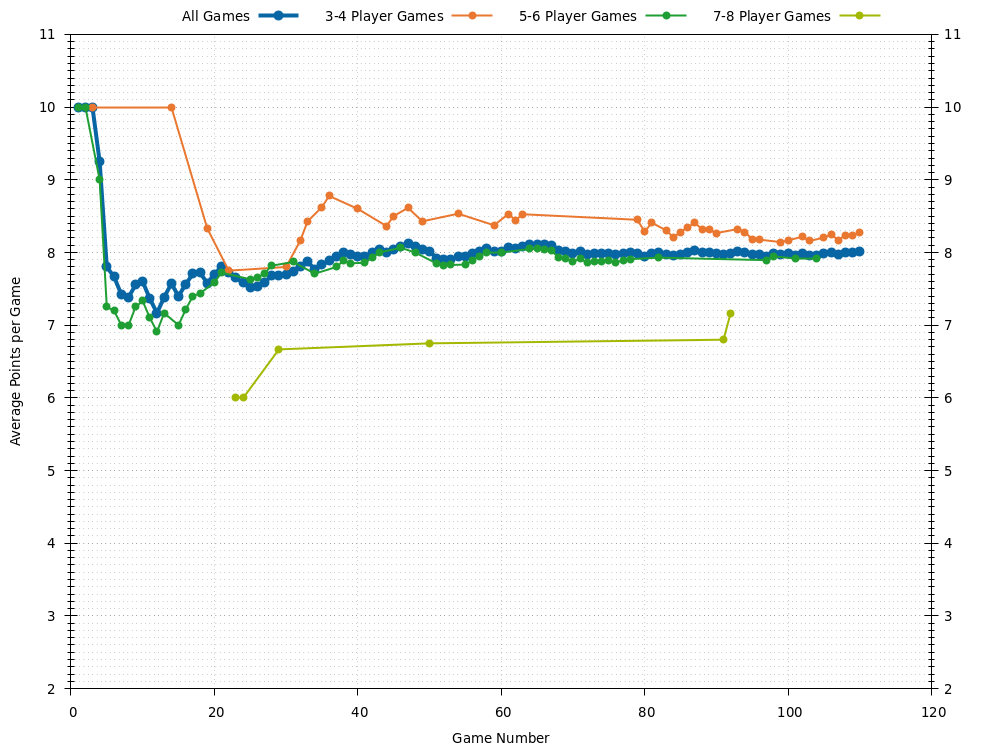 All Games 3-4 Player Games 5-6 Player Games 7-8 Player Games
11 11
10 10
9 9
8 8
7 7
6 6
5 5
4 4
3 3
2 2
0 20 40 60 80 100 120
Average Points per Game
Game Number